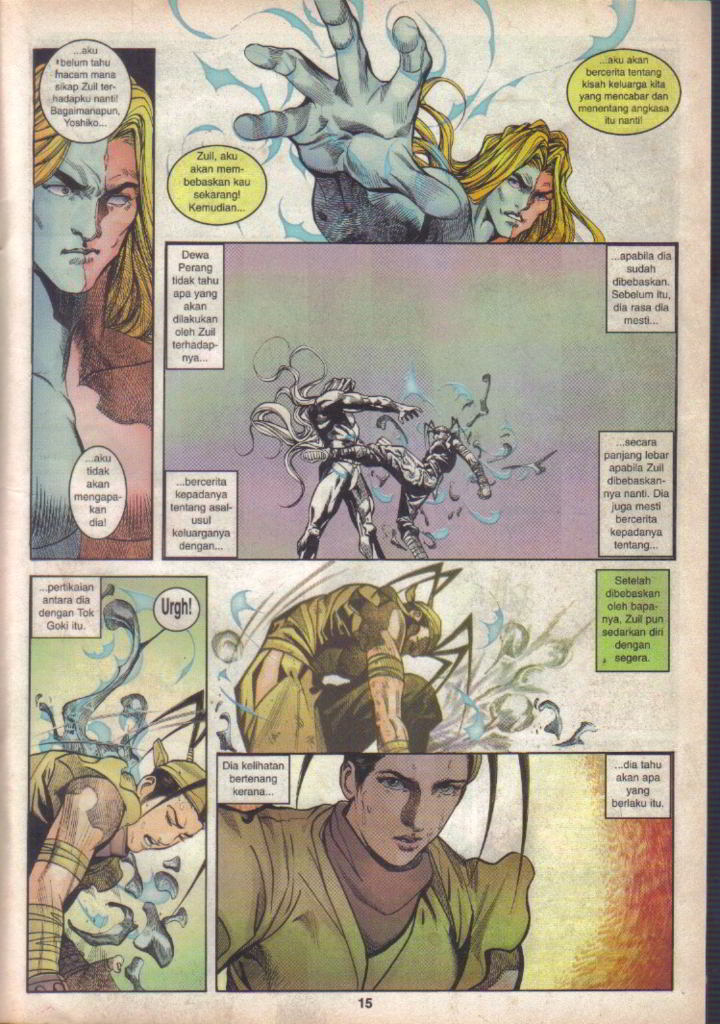 ...aku
belum tahu
macam mana
sikap Zuil ter-
hadapku nanti!
Bagaimanapun,
Yoshiko...
...aku
tidak
akan
mengapa-
kan
dia!
Zuil, aku
akan mem-
bebaskan kau
sekarang!
Kemudian...
...aku akan
bercerita tentang
kisah keluarga kita
yang mencabar dan
menentang angkasa
itu nanti!
Dewa
Perang
tidak tahu
apa yang
akan
dilakukan
oleh Zuil
terhadap-
nya...
...apabila dia
sudah
dibebaskan.
Sebelum itu,
dia rasa dia
mesti...
...bercerita
kepadanya
tentang asal-
usul
keluarganya
dengan...
...secara
panjang lebar
apabila Zuil
dibebaskan-
nya nanti. Dia
juga mesti
bercerita
kepadanya
tentang...
...pertikaian
antara dia
dengan Tok
Goki itu.
Urgh!
Setelah
dibebaskan
oleh bapa-
nya, Zuil pun
sedarkan diri
dengan
segera.
Dia kelihatan
bertenang
kerana...
...dia tahu
akan apa
yang
berlaku itu.
15